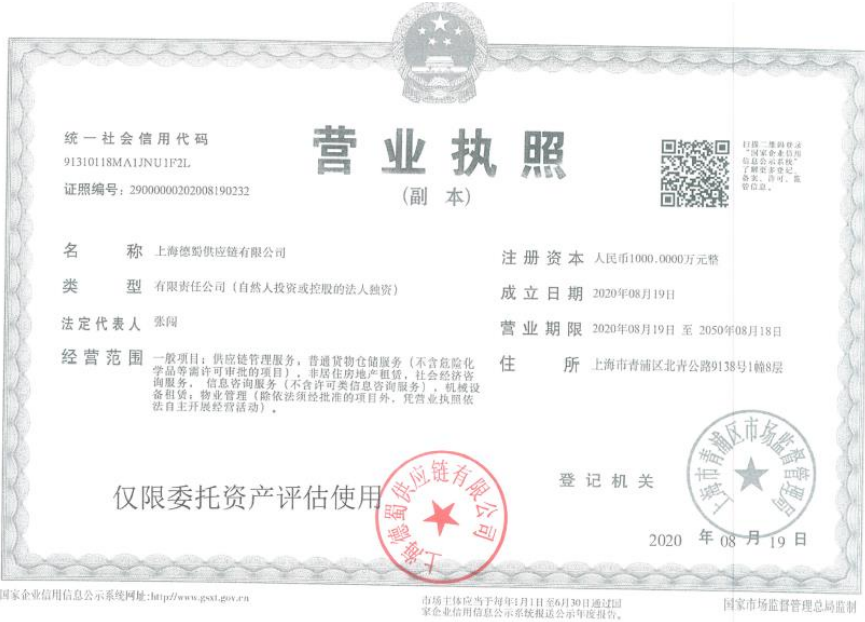 统一社会信用代码
91310118MA1JNU1F2L
证照编号：29000000202008190232
营业执照
(副 本)
扫描二维码登录
“国家企业信用
信息公示系统”
了解更多登记、
备案、许可、监
管信息。
名 称 上海德蜀供应链有限公司
类 型 有限责任公司（自然人投资或控股的法人独资）
法定代表人 张闯
经营范围 一般项目：供应链管理服务，普通货物仓储服务（不含危险化
学品等需许可审批的项目），非居住房地产租赁，社会经济咨
询服务， 信息咨询服务（不含许可类信息咨询服务），机械设
备租赁；物业管理（除依法须经批准的项目外，凭营业执照依
法自主开展经营活动）。
注册资本 人民币1000.0000万元整
成立日期 2020年08月19日
营业期限 2020年08月19日 至 2050年08月18日
住 所 上海市青浦区北青公路9138号1幢8层
仅限委托资产评估使用
上海德蜀供应链有限公司
登记机关
上海市青浦区市场监督管理局
2020 年 08 月 19 日
国家企业信用信息公示系统网址:http://www.gsxt.gov.cn
市场主体应当于每年1月1日至6月30日通过国
家企业信用信息公示系统报送公示年度报告。
国家市场监督管理总局监制